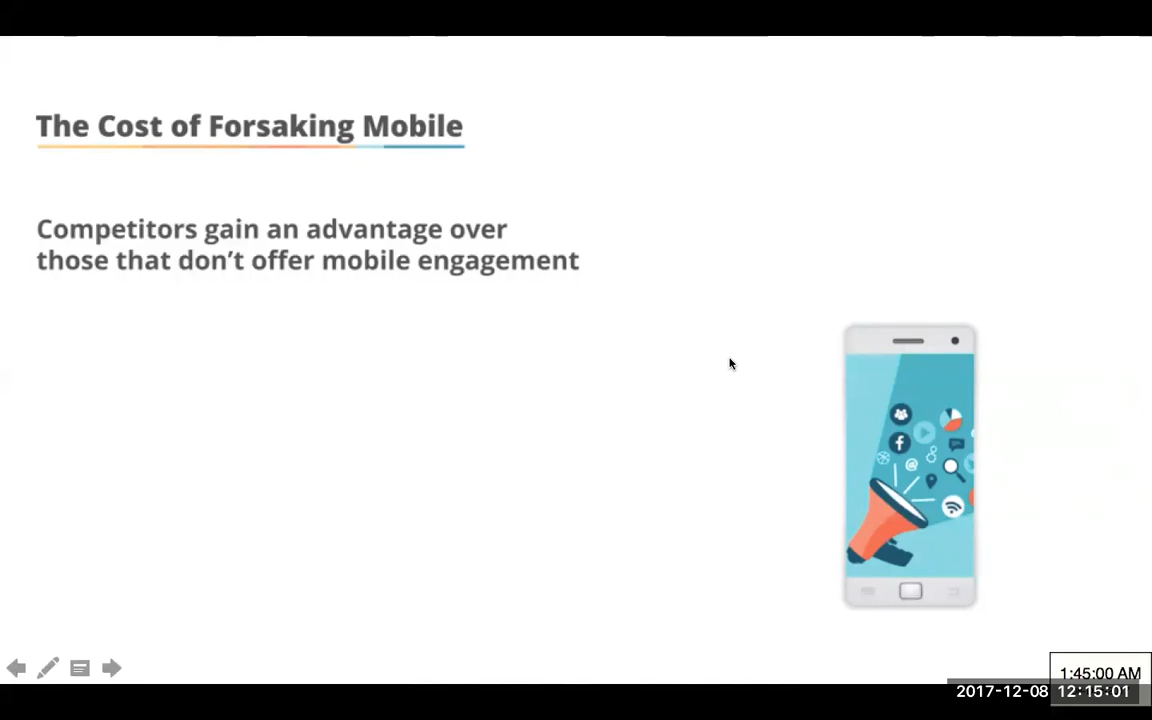 The Cost of Forsaking Mobile
Competitors gain an advantage over
those that don’t offer mobile engagement
1:45:00 AM
2017-12-08 12:15:01